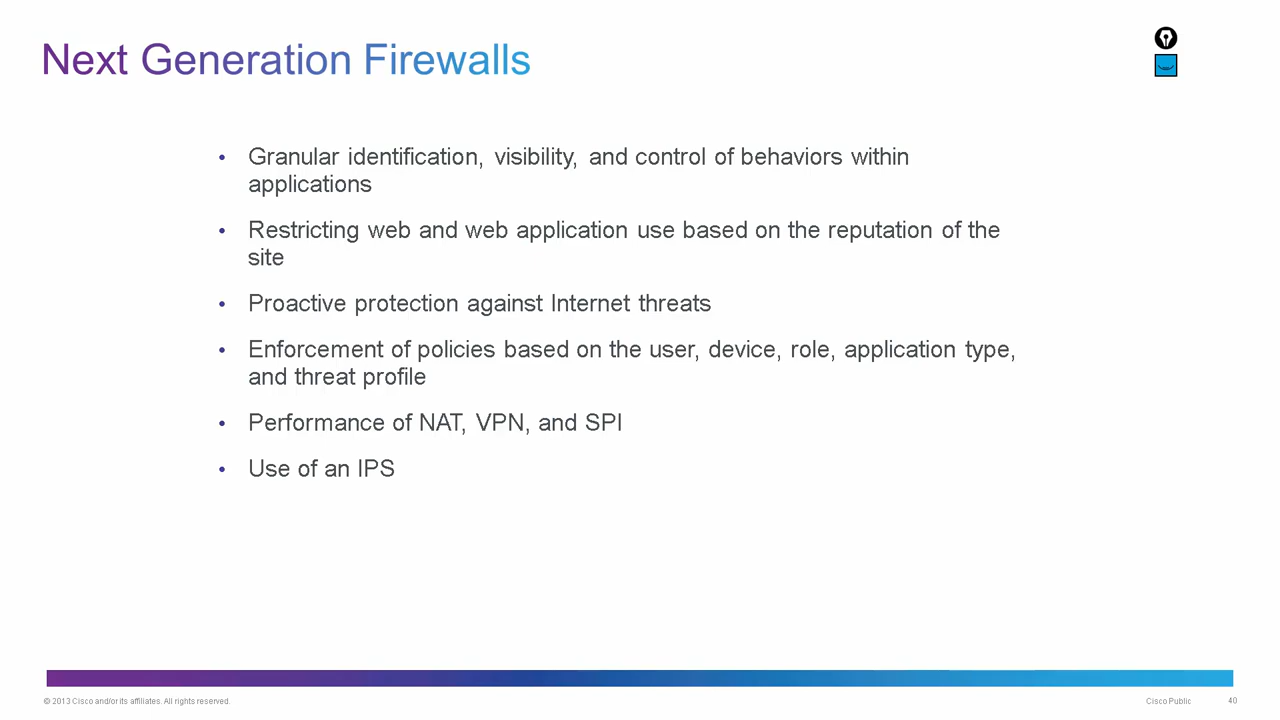 Next Generation Firewalls
• Granular identification, visibility, and control of behaviors within
applications
• Restricting web and web application use based on the reputation of the
site
• Proactive protection against Internet threats
• Enforcement of policies based on the user, device, role, application type,
and threat profile
• Performance of NAT, VPN, and SPI
• Use of an IPS
© 2013 Cisco and/or its affiliates. All rights reserved.
Cisco Public
40